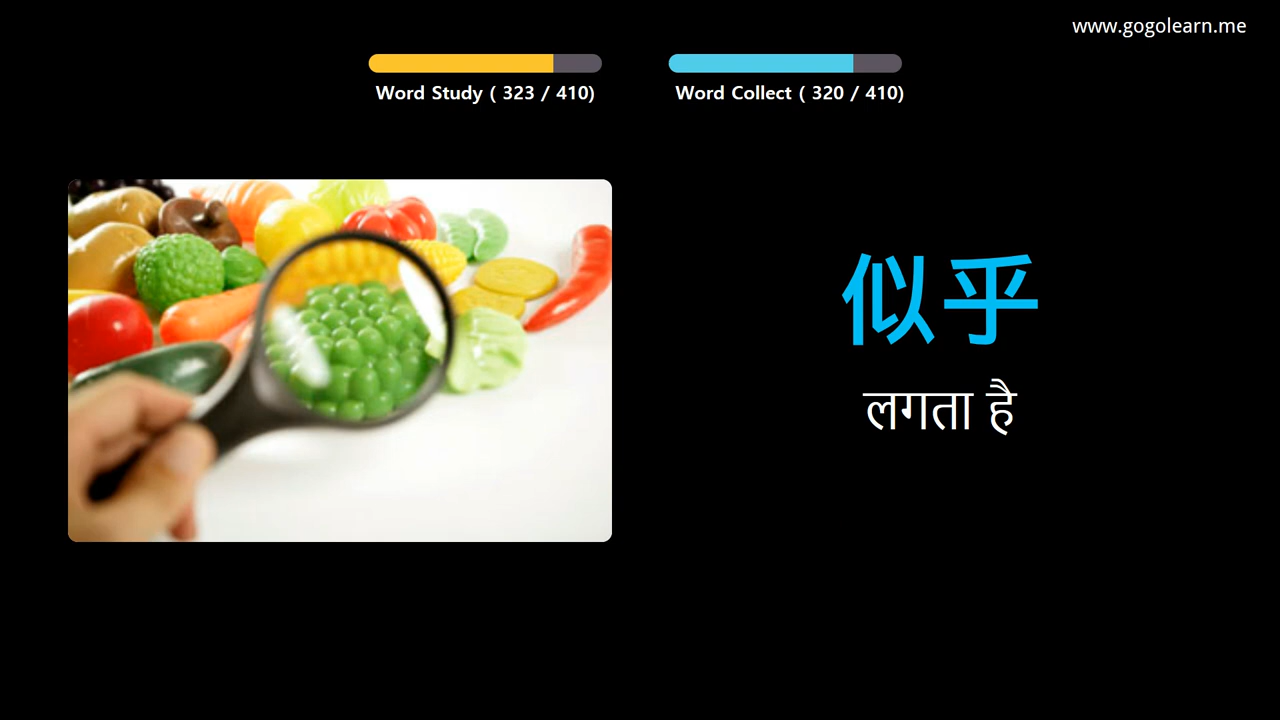 www.gogolearn.me
Word Study ( 323 / 410)
Word Collect ( 320 / 410)
似乎
लगता है